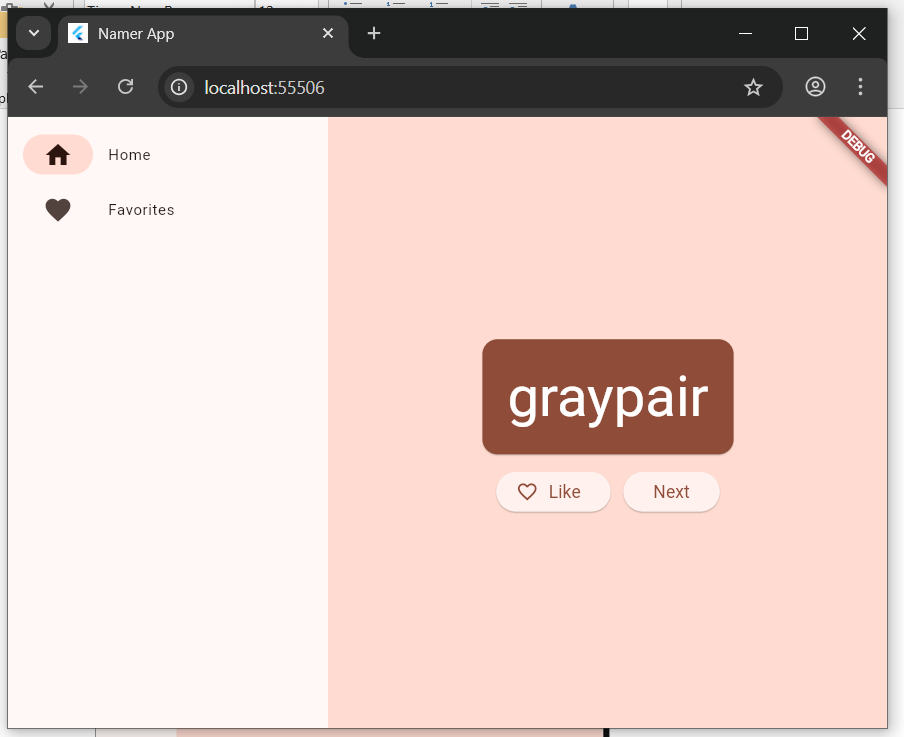 Namer App
localhost:55506
Home
Favorites
DEBUG
graypair
Like
Next